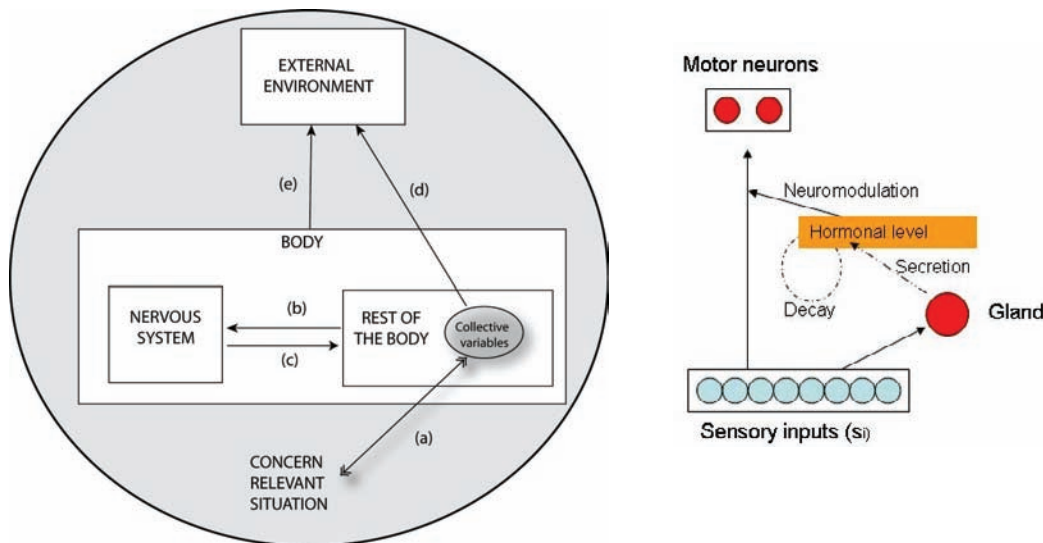 EXTERNAL
ENVIRONMENT
(e)
(d)
BODY
NERVOUS
SYSTEM
(b)
(c)
REST OF
THE BODY
Collective
variables
(a)
CONCERN
RELEVANT
SITUATION
Motor neurons
Neuromodulation
Hormonal level
Secretion
Decay
Gland
Sensory inputs (si)